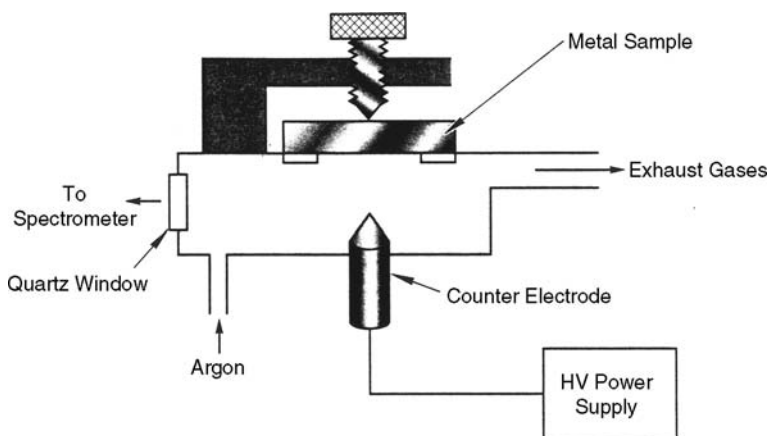 Metal Sample
Exhaust Gases
To
Spectrometer
Quartz Window
Counter Electrode
Argon
HV Power
Supply